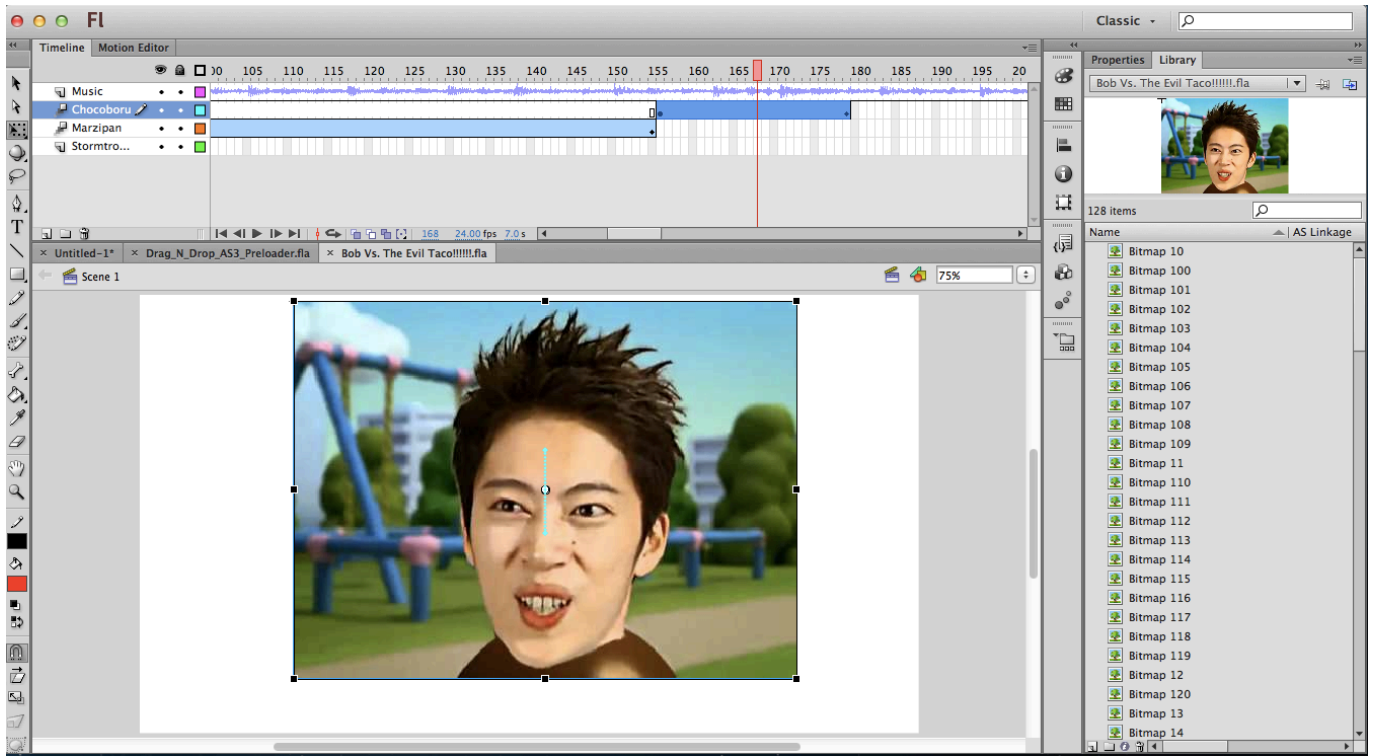 Fl Classic
Timeline Motion Editor
Properties Library
105 110 115 120 125 130 135 140 145 150 155 160 165 170 175 180 185 190 195 20
Bob Vs. The Evil Taco!!!!!!.fla
Music
Chocoboru
Marzipan
Stormtro...
128 items
168 24.00 fps 7.0 s
Name AS Linkage
Untitled-1* Drag_N_Drop_AS3_Preloader.fla Bob Vs. The Evil Taco!!!!!!.fla
Scene 1 75%
Bitmap 10
Bitmap 100
Bitmap 101
Bitmap 102
Bitmap 103
Bitmap 104
Bitmap 105
Bitmap 106
Bitmap 107
Bitmap 108
Bitmap 109
Bitmap 11
Bitmap 110
Bitmap 111
Bitmap 112
Bitmap 113
Bitmap 114
Bitmap 115
Bitmap 116
Bitmap 117
Bitmap 118
Bitmap 119
Bitmap 12
Bitmap 120
Bitmap 13
Bitmap 14